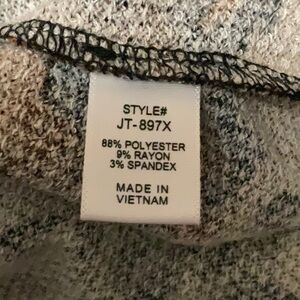 STYLE#
JT-897X
88% POLYESTER
9% RAYON
3% SPANDEX
MADE IN
VIETNAM